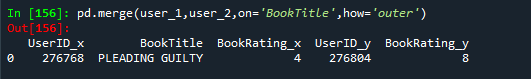 In [156]: pd.merge(user_1,user_2,on='BookTitle',how='outer')
Out[156]:
   UserID_x        BookTitle  BookRating_x  UserID_y  BookRating_y
0    276768  PLEADING GUILTY             4    276804             8